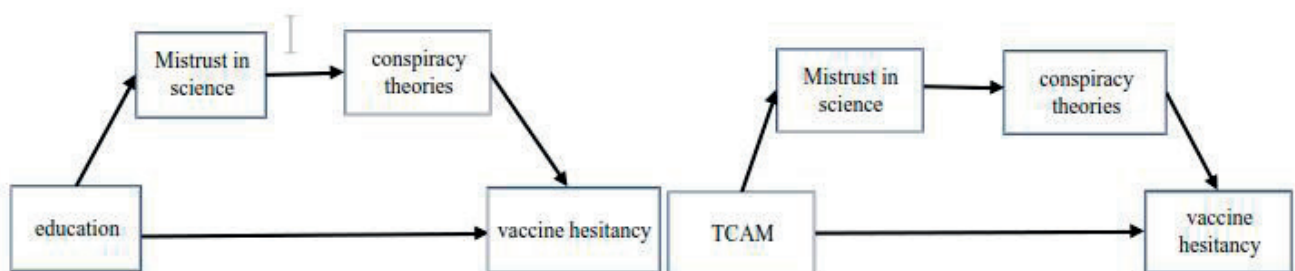 Mistrust in
science
conspiracy
theories
education
vaccine hesitancy
Mistrust in
science
conspiracy
theories
TCAM
vaccine
hesitancy